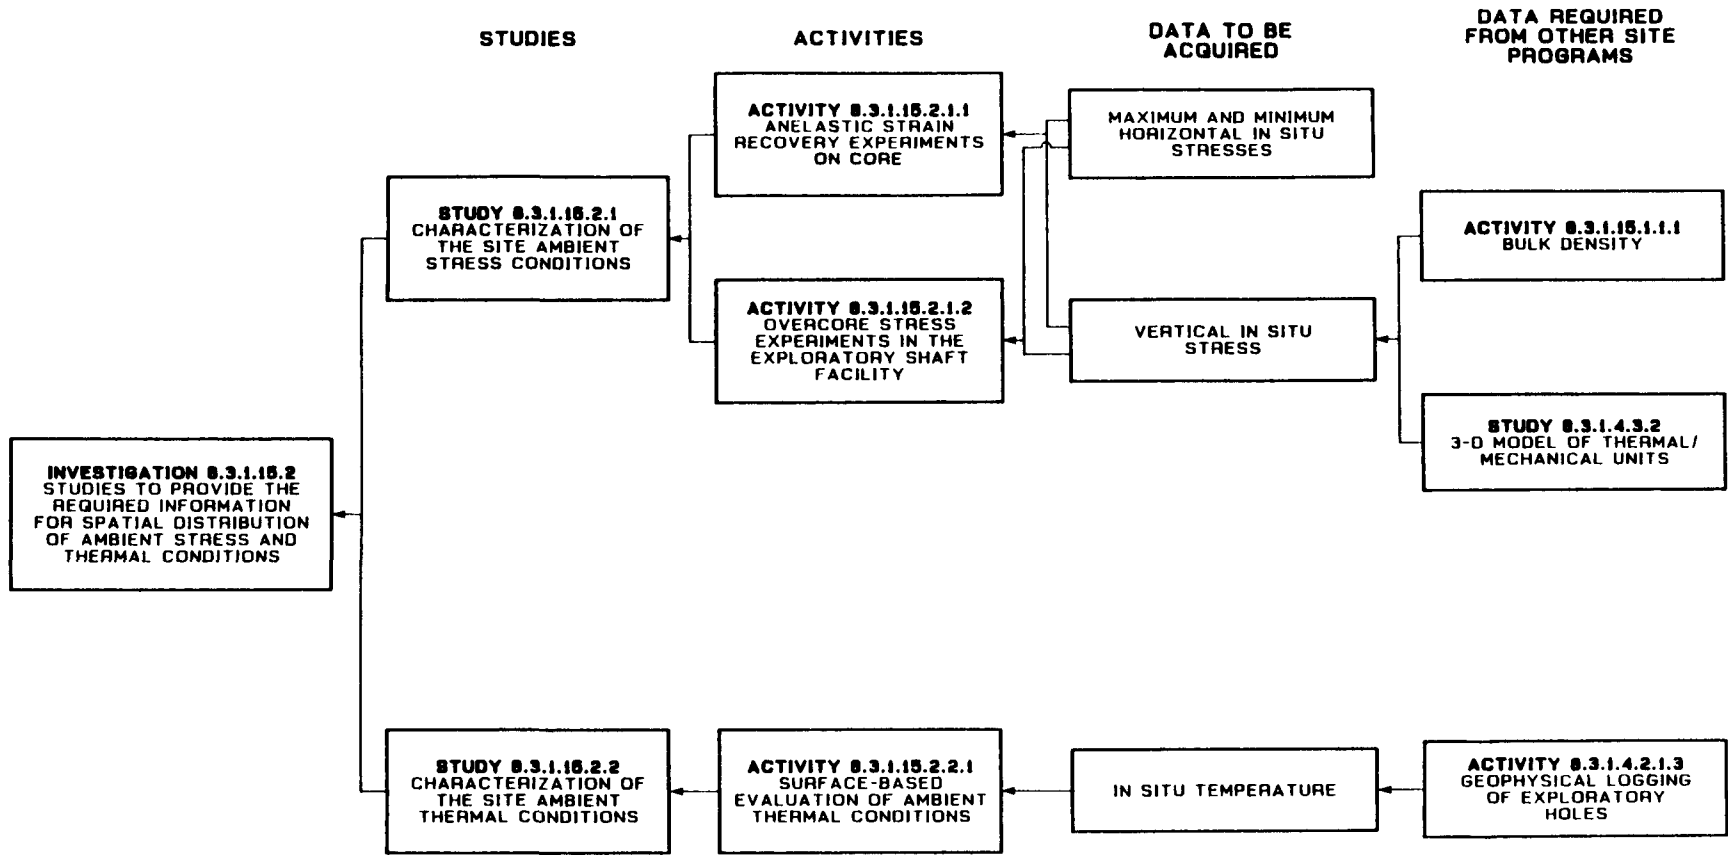 STUDIES
ACTIVITIES
DATA TO BE
ACQUIRED
DATA REQUIRED
FROM OTHER SITE
PROGRAMS
INVESTIGATION 8.3.1.15.2
STUDIES TO PROVIDE THE
REQUIRED INFORMATION
FOR SPATIAL DISTRIBUTION
OF AMBIENT STRESS AND
THERMAL CONDITIONS
STUDY 8.3.1.15.2.1
CHARACTERIZATION OF
THE SITE AMBIENT
STRESS CONDITIONS
ACTIVITY 8.3.1.15.2.1.1
ANELASTIC STRAIN
RECOVERY EXPERIMENTS
ON CORE
ACTIVITY 8.3.1.15.2.1.2
OVERCORE STRESS
EXPERIMENTS IN THE
EXPLORATORY SHAFT
FACILITY
MAXIMUM AND MINIMUM
HORIZONTAL IN SITU
STRESSES
VERTICAL IN SITU
STRESS
ACTIVITY 8.3.1.15.1.1.1
BULK DENSITY
STUDY 8.3.1.4.3.2
3-D MODEL OF THERMAL/
MECHANICAL UNITS
STUDY 8.3.1.15.2.2
CHARACTERIZATION OF
THE SITE AMBIENT
THERMAL CONDITIONS
ACTIVITY 8.3.1.15.2.2.1
SURFACE-BASED
EVALUATION OF AMBIENT
THERMAL CONDITIONS
IN SITU TEMPERATURE
ACTIVITY 8.3.1.4.2.1.3
GEOPHYSICAL LOGGING
OF EXPLORATORY
HOLES